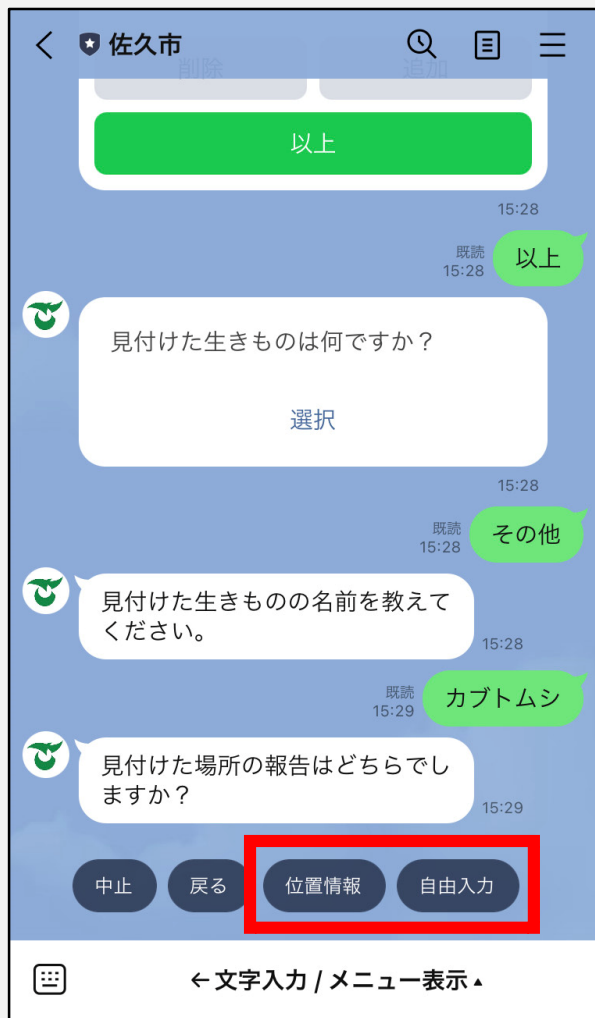 佐久市
削除
追加
以上
15:28
既読
15:28
以上
見付けた生きものは何ですか？
選択
15:28
既読
15:28
その他
見付けた生きものの名前を教えて
ください。
15:28
既読
15:29
カブトムシ
見付けた場所の報告はどちらでし
ますか？
15:29
中止
戻る
位置情報
自由入力
←文字入力 / メニュー表示▲